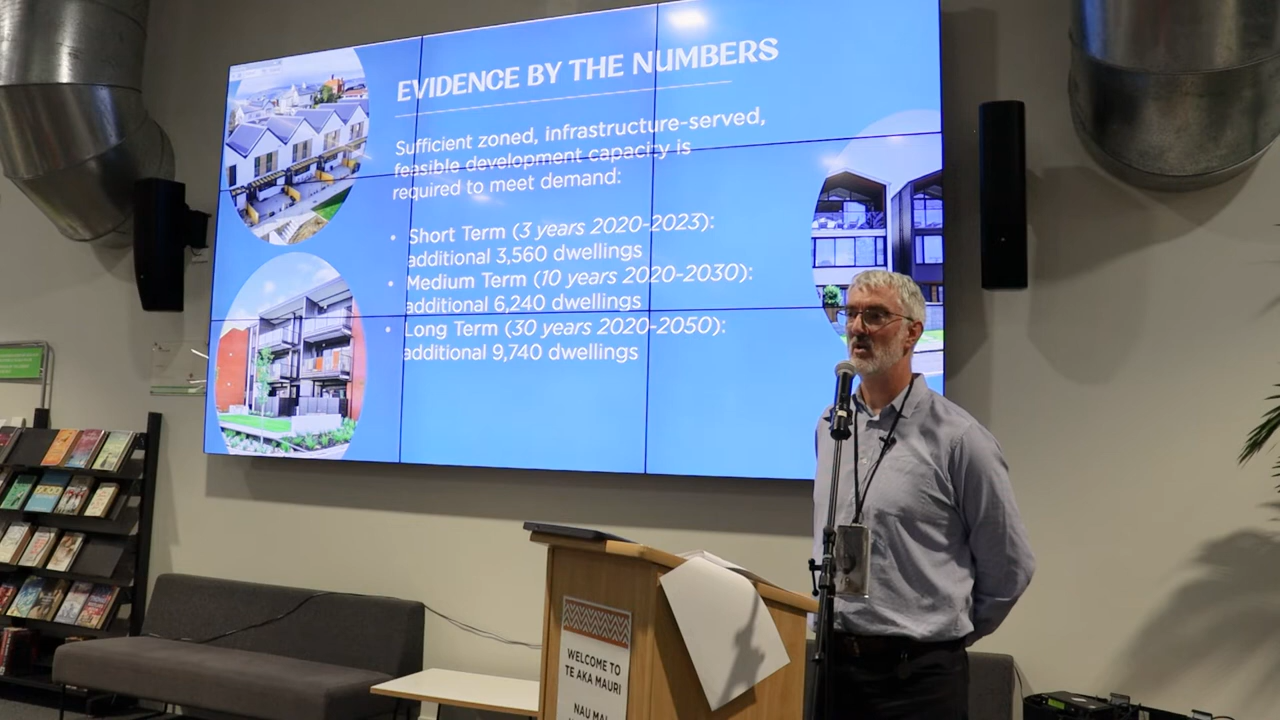 EVIDENCE BY THE NUMBERS
Sufficient zoned, infrastructure-served,
feasible development capacity is
required to meet demand:
• Short Term (3 years 2020-2023):
additional 3,560 dwellings
• Medium Term (10 years 2020-2030):
additional 6,240 dwellings
• Long Term (30 years 2020-2050):
additional 9,740 dwellings
WELCOME TO
TE AKA MAURI
NAU MAI